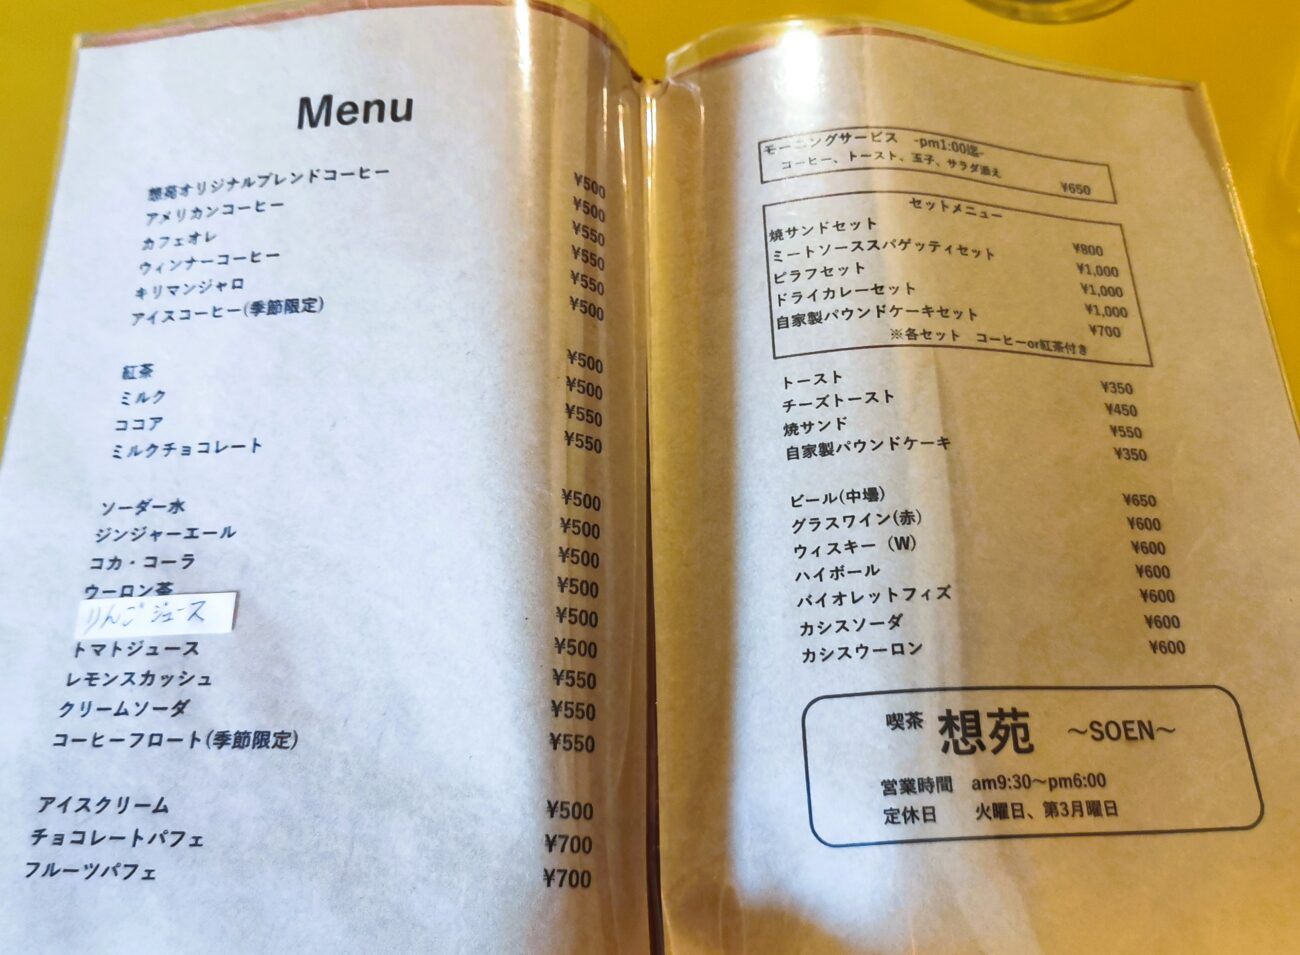 Menu
想苑オリジナルブレンドコーヒー ¥500
アメリカンコーヒー ¥500
カフェオレ ¥550
ウィンナーコーヒー ¥550
キリマンジャロ ¥550
アイスコーヒー(季節限定) ¥500
紅茶 ¥500
ミルク ¥500
ココア ¥550
ミルクチョコレート ¥550
ソーダー水 ¥500
ジンジャーエール ¥500
コカ・コーラ ¥500
ウーロン茶 ¥500
りんごジュース ¥500
トマトジュース ¥500
レモンスカッシュ ¥550
クリームソーダ ¥550
コーヒーフロート(季節限定) ¥550
アイスクリーム ¥500
チョコレートパフェ ¥700
フルーツパフェ ¥700
モーニングサービス -pm1:00迄-
コーヒー、トースト、玉子、サラダ添え
¥650
セットメニュー
焼サンドセット ¥800
ミートソーススパゲッティセット ¥1,000
ピラフセット ¥1,000
ドライカレーセット ¥1,000
自家製パウンドケーキセット ¥700
※各セット コーヒーor紅茶付き
トースト ¥350
チーズトースト ¥450
焼サンド ¥550
自家製パウンドケーキ ¥350
ビール(中壜) ¥650
グラスワイン(赤) ¥600
ウィスキー（W) ¥600
ハイボール ¥600
バイオレットフィズ ¥600
カシスソーダ ¥600
カシスウーロン ¥600
喫茶 想苑 ～SOEN～
営業時間 am9:30～pm6:00
定休日 火曜日、第3月曜日